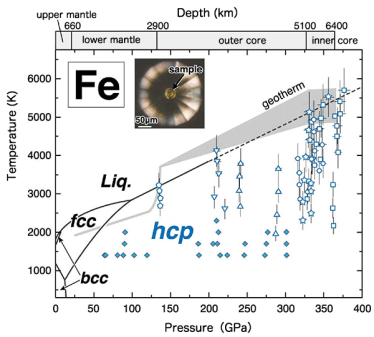 Depth (km)
upper mantle
660 2900 5100 6400
lower mantle outer core inner core
Fe
sample
50μm
geotherm
Liq.
fcc
hcp
bcc
Temperature (K)
6000
5000
4000
3000
2000
1000
0 50 100 150 200 250 300 350 400
Pressure (GPa)